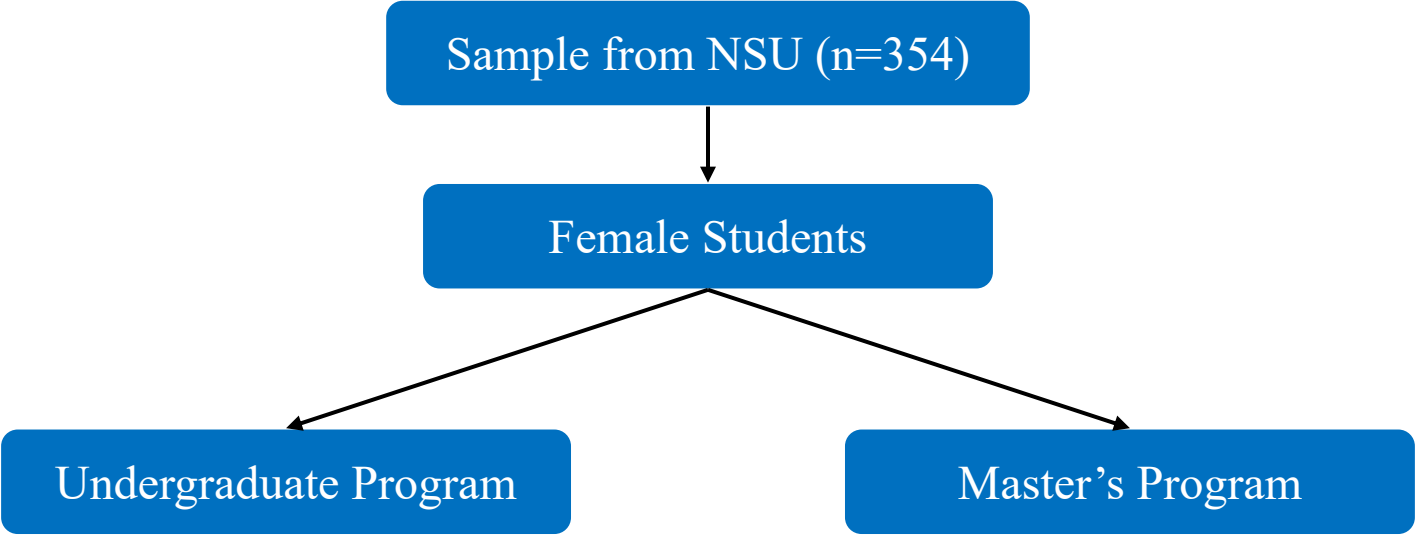 Sample from NSU (n=354)
Female Students
Undergraduate Program
Master’s Program